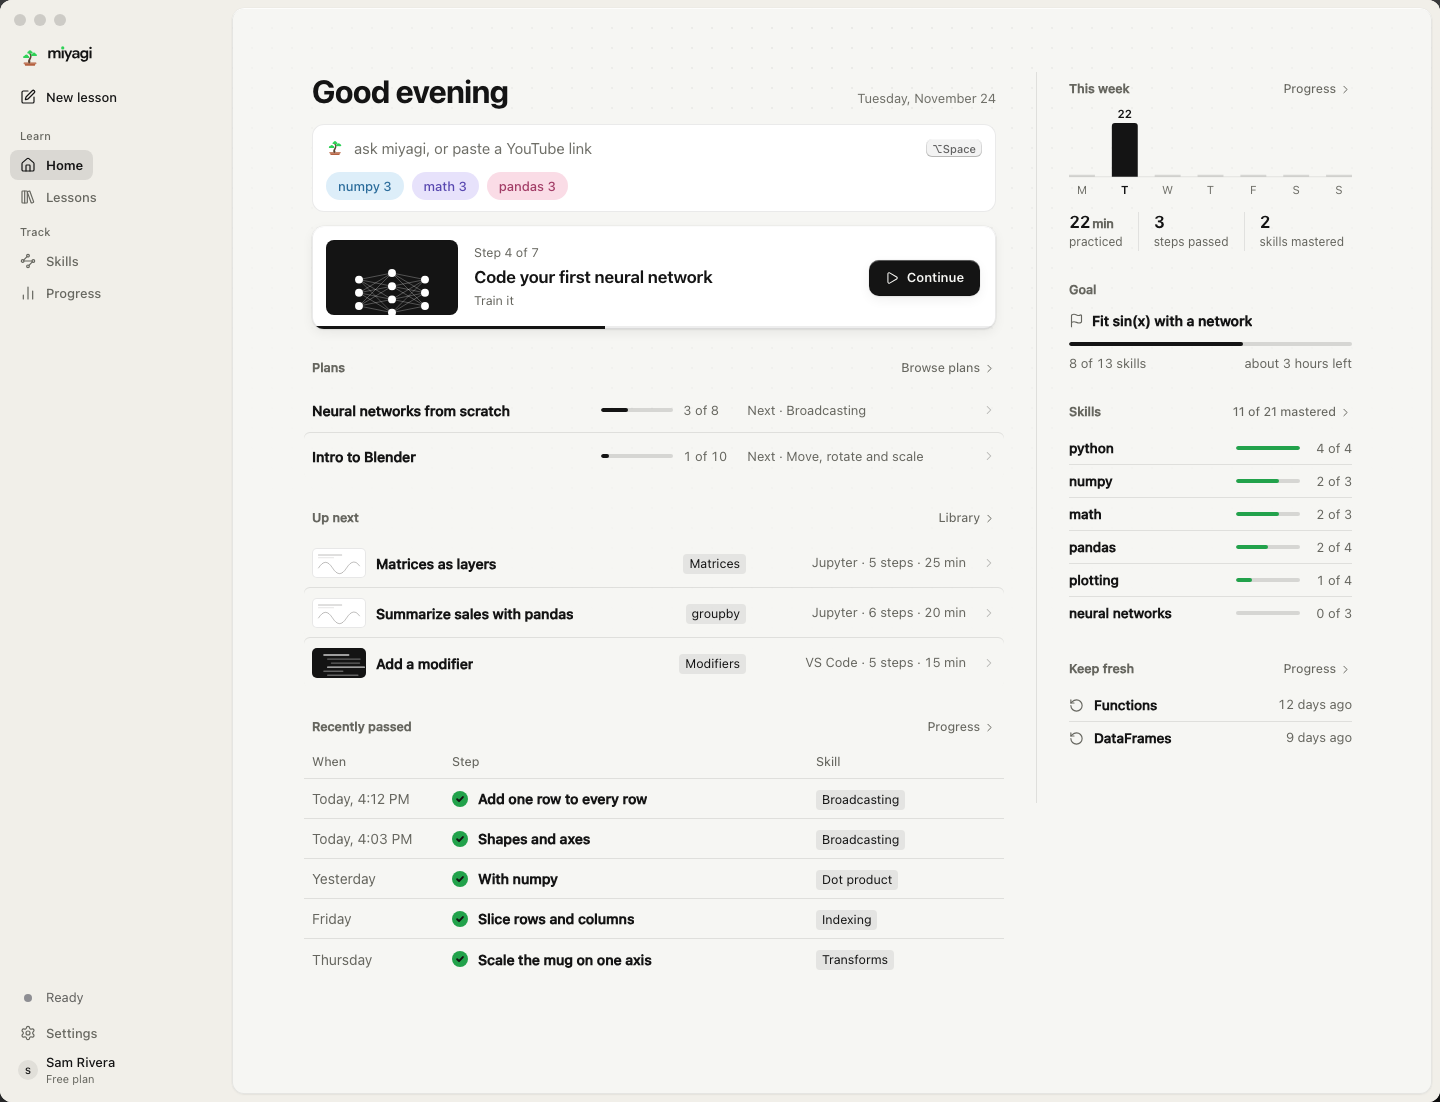 miyagi
New lesson
Learn
Home
Lessons
Track
Skills
Progress
Ready
Settings
S
Sam Rivera
Free plan
Good evening
Tuesday, November 24
ask miyagi, or paste a YouTube link
⌥Space
numpy 3
math 3
pandas 3
Step 4 of 7
Code your first neural network
Train it
Continue
Plans
Browse plans
Neural networks from scratch
3 of 8
Next · Broadcasting
Intro to Blender
1 of 10
Next · Move, rotate and scale
Up next
Library
Matrices as layers
Matrices
Jupyter · 5 steps · 25 min
Summarize sales with pandas
groupby
Jupyter · 6 steps · 20 min
Add a modifier
Modifiers
VS Code · 5 steps · 15 min
Recently passed
Progress
When
Step
Skill
Today, 4:12 PM
Add one row to every row
Broadcasting
Today, 4:03 PM
Shapes and axes
Broadcasting
Yesterday
With numpy
Dot product
Friday
Slice rows and columns
Indexing
Thursday
Scale the mug on one axis
Transforms
This week
Progress
22
M T W T F S S
22 min
practiced
3
steps passed
2
skills mastered
Goal
Fit sin(x) with a network
8 of 13 skills
about 3 hours left
Skills
11 of 21 mastered
python
4 of 4
numpy
2 of 3
math
2 of 3
pandas
2 of 4
plotting
1 of 4
neural networks
0 of 3
Keep fresh
Progress
Functions
12 days ago
DataFrames
9 days ago